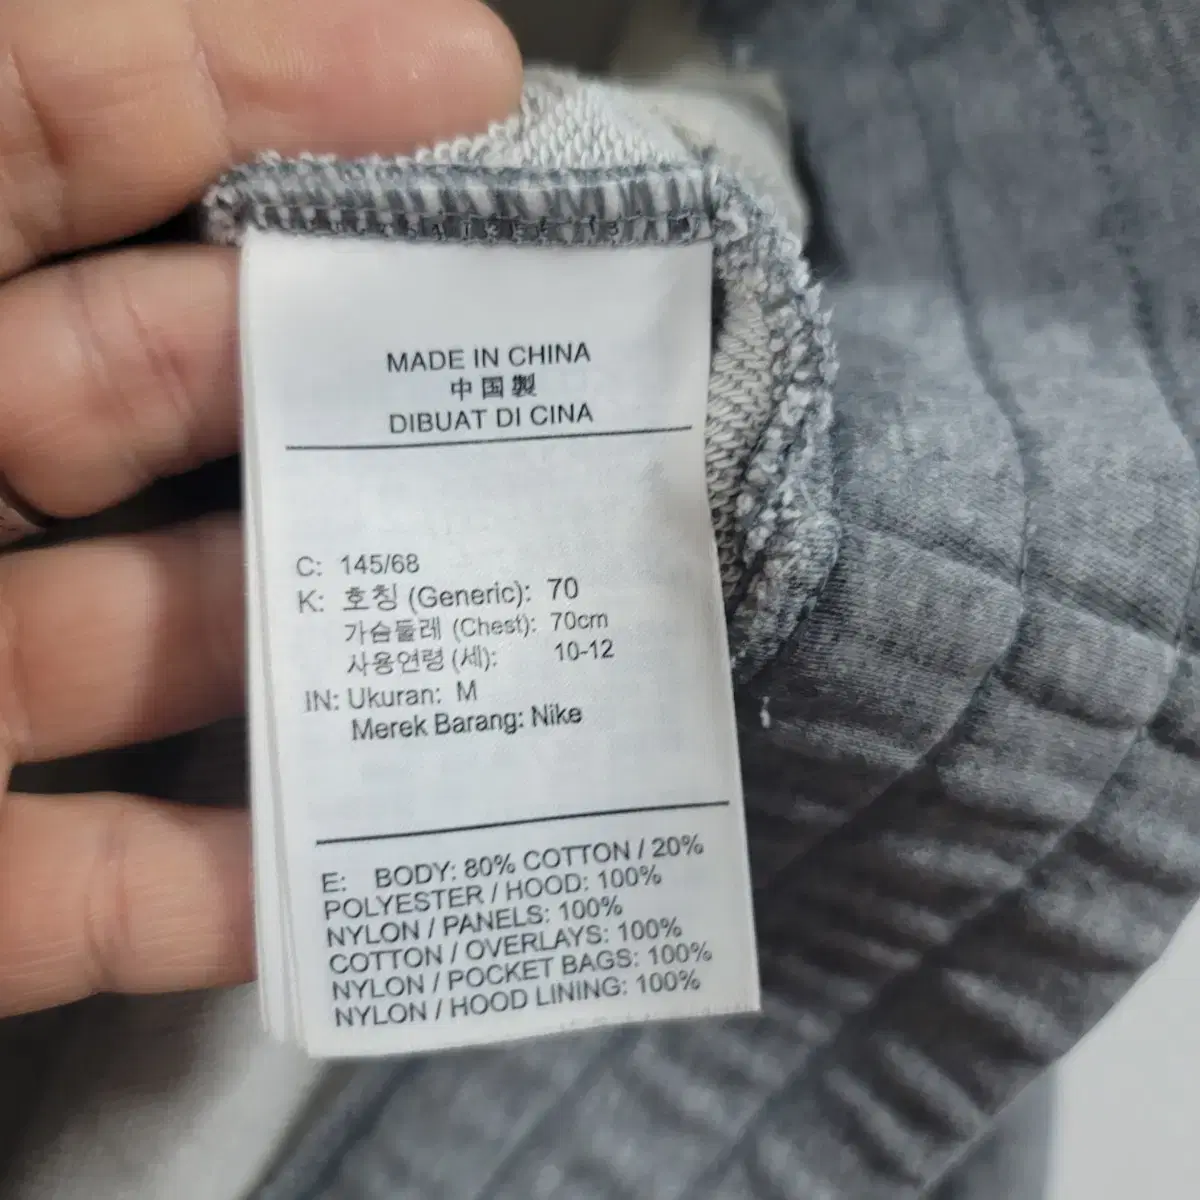 MADE IN CHINA
中国製
DIBUAT DI CINA
C: 145/68
K: 호칭 (Generic): 70
가슴둘레 (Chest): 70cm
사용연령 (세): 10-12
IN: Ukuran: M
Merek Barang: Nike
E: BODY: 80% COTTON / 20%
POLYESTER / HOOD: 100%
NYLON / PANELS: 100%
COTTON / OVERLAYS: 100%
NYLON / POCKET BAGS: 100%
NYLON / HOOD LINING: 100%